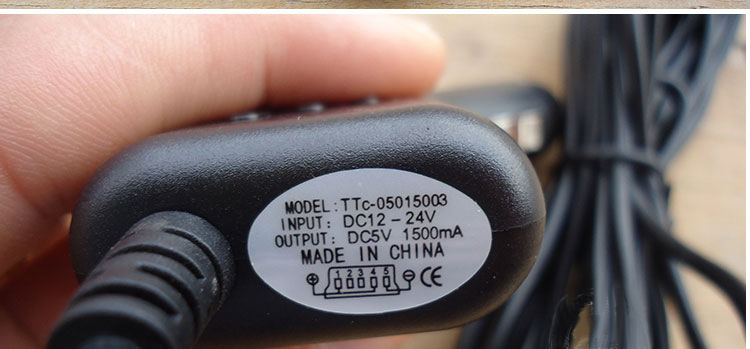 MODEL:TTc-05015003
INPUT: DC12-24V
OUTPUT: DC5V 1500mA
MADE IN CHINA
⊕ 1 2 3 4 5 ⊖ CE